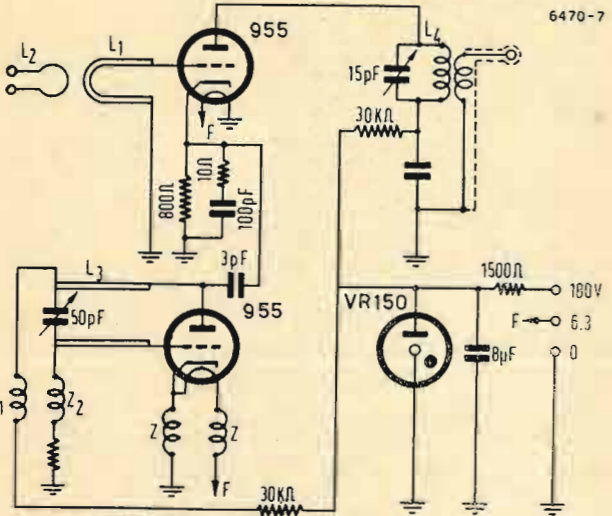 6470-7
955
L2
L1
L4
15pF
30KΩ
F
800Ω
10Ω
100pF
3pF
L3
955
50pF
VR150
1500Ω
180V
F
6.3
0
8µF
Z2
Z
Z
F
30KΩ